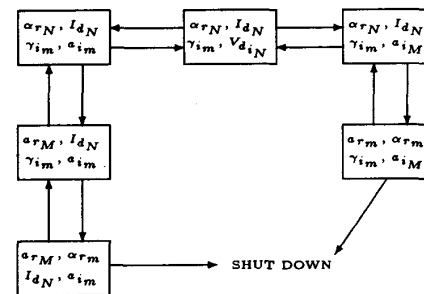 α_{r_N}, I_{d_N}
γ_{i_m}, a_{i_m}
α_{r_N}, I_{d_N}
γ_{i_m}, V_{d_{i_N}}
α_{r_N}, I_{d_N}
γ_{i_m}, a_{i_M}
a_{r_M}, I_{d_N}
γ_{i_m}, a_{i_m}
a_{r_m}, α_{r_m}
γ_{i_m}, a_{i_M}
a_{r_M}, α_{r_m}
I_{d_N}, a_{i_m}
SHUT DOWN